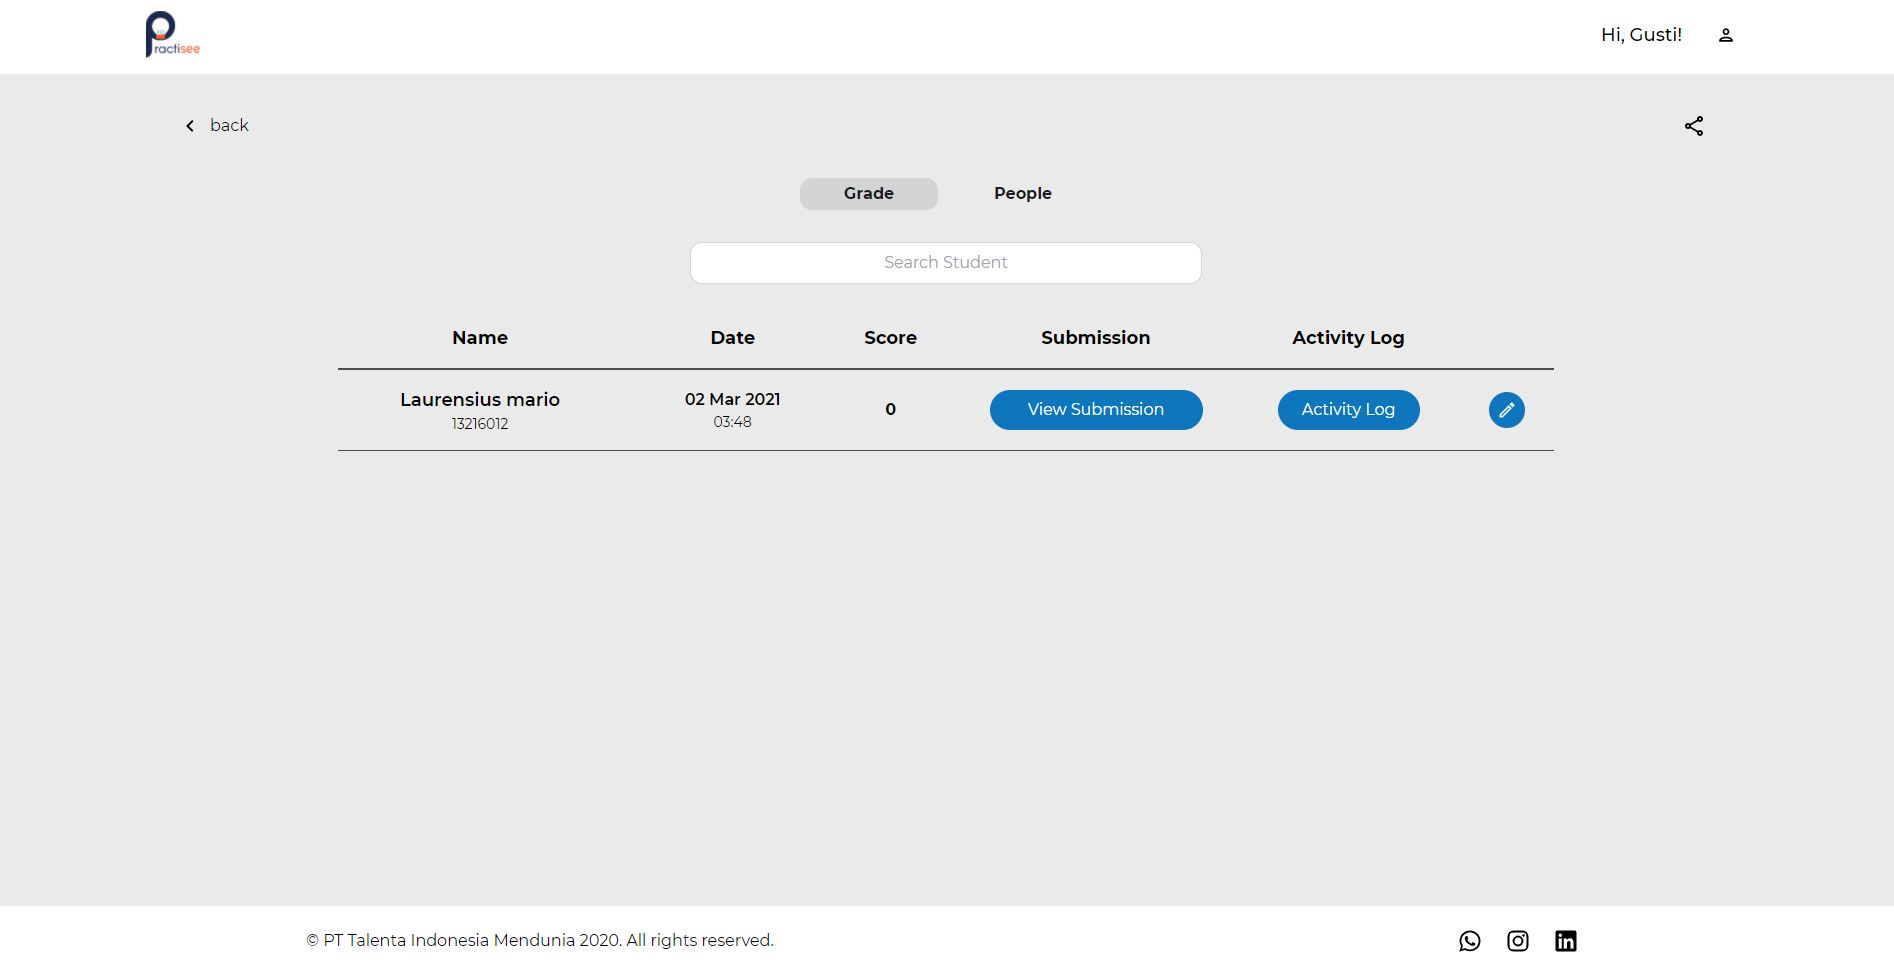 Practisee
Hi, Gusti!
back
Grade People
Search Student
Name Date Score Submission Activity Log
Laurensius mario 02 Mar 2021 0 View Submission Activity Log
13216012 03:48
© PT Talenta Indonesia Mendunia 2020. All rights reserved.
in